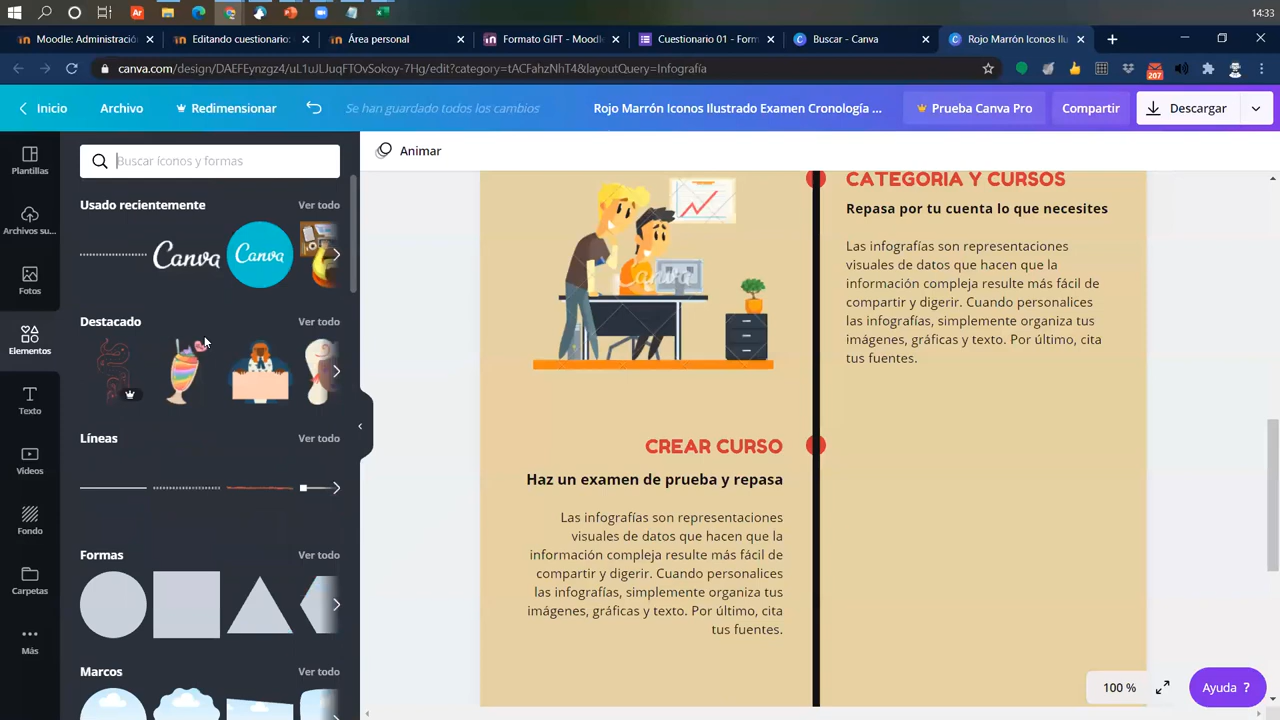 14:33
Moodle: Administració
Editando cuestionario:
Área personal
Formato GIFT - Moodl
Cuestionario 01 - Form
Buscar - Canva
Rojo Marrón Iconos Ilu
canva.com/design/DAEFEynzgz4/uL1uJLJuqFTOvSokoy-7Hg/edit?category=tACFahzNhT4&layoutQuery=Infografía
207
Inicio
Archivo
Redimensionar
Se han guardado todos los cambios
Rojo Marrón Iconos Ilustrado Examen Cronología ...
Prueba Canva Pro
Compartir
Descargar
Plantillas
Archivos su...
Fotos
Elementos
Texto
Videos
Fondo
Carpetas
Más
Buscar íconos y formas
Usado recientemente
Ver todo
Canva
Canva
Destacado
Ver todo
Líneas
Ver todo
Formas
Ver todo
Marcos
Ver todo
Animar
Canva
CATEGORIA Y CURSOS
Repasa por tu cuenta lo que necesites
Las infografías son representaciones
visuales de datos que hacen que la
información compleja resulte más fácil de
compartir y digerir. Cuando personalices
las infografías, simplemente organiza tus
imágenes, gráficas y texto. Por último, cita
tus fuentes.
CREAR CURSO
Haz un examen de prueba y repasa
Las infografías son representaciones
visuales de datos que hacen que la
información compleja resulte más fácil de
compartir y digerir. Cuando personalices
las infografías, simplemente organiza tus
imágenes, gráficas y texto. Por último, cita
tus fuentes.
100 %
Ayuda ?